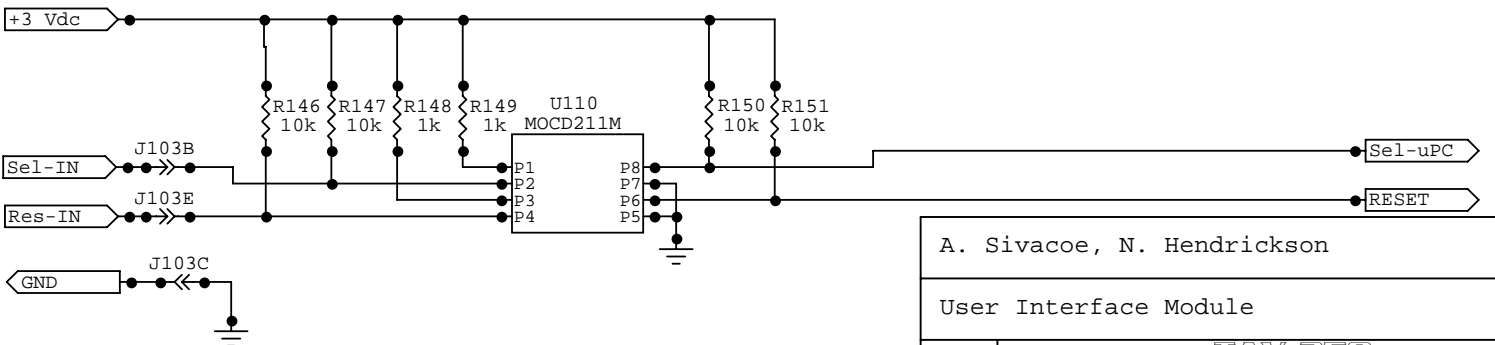 +3 Vdc
R146 R147 R148 R149
10k 10k 1k 1k
U110
MOCD211M
R150 R151
10k 10k
J103B
Sel-IN
J103E
Res-IN
P1
P2
P3
P4
P8
P7
P6
P5
Sel-uPC
RESET
J103C
GND
A. Sivacoe, N. Hendrickson
User Interface Module